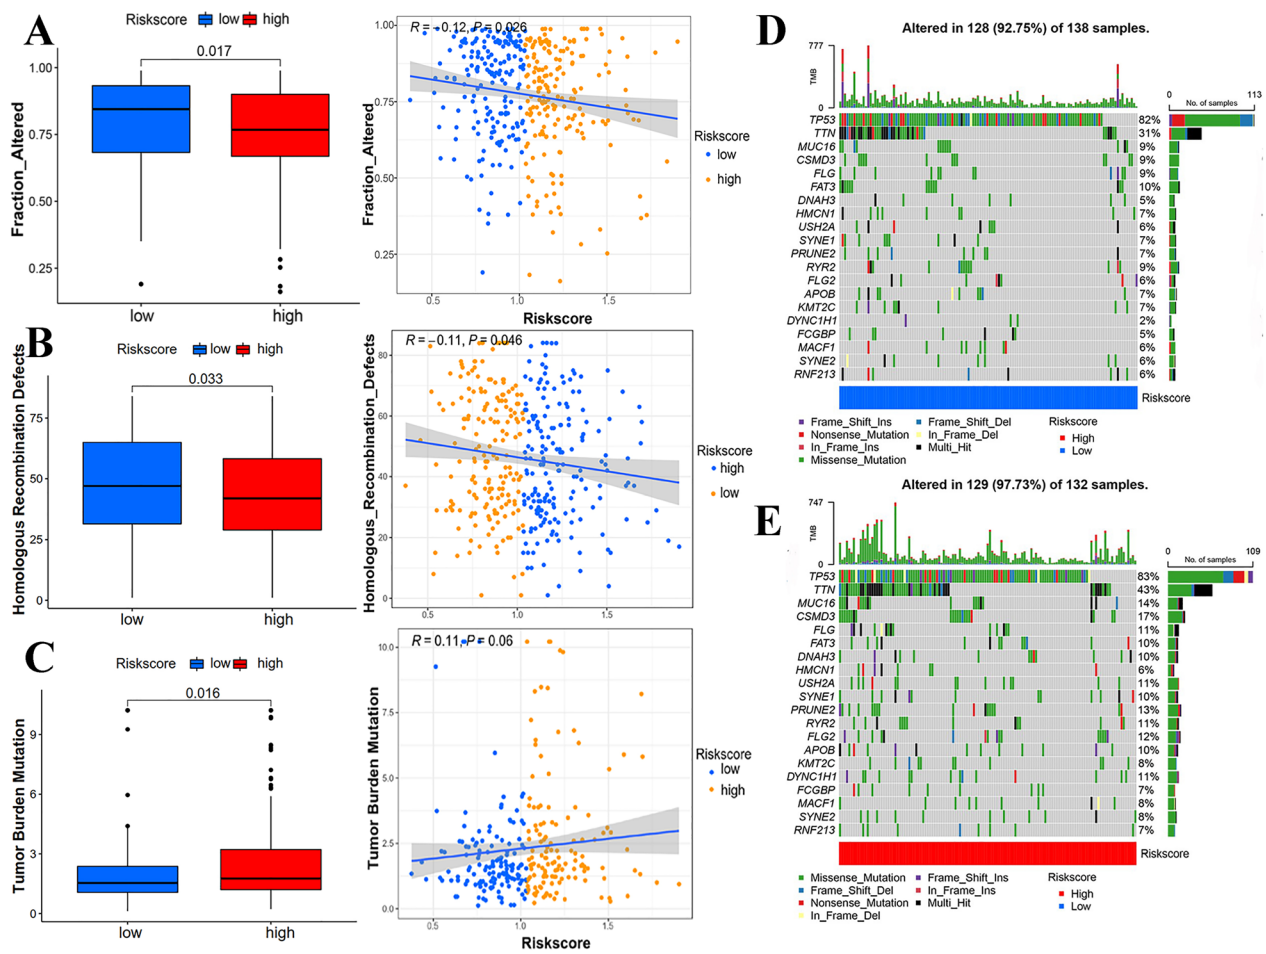 A
Riskscore low high
0.017
Fraction_Altered
1.00
0.75
0.50
0.25
low high
R = −0.12, P = 0.026
Fraction_Altered
1.00
0.75
0.50
0.25
0.5 1.0 1.5
Riskscore
Riskscore
low
high
B
Riskscore low high
0.033
Homologous Recombination Defects
75
50
25
0
low high
R = −0.11, P = 0.046
Homologous_Recombination_Defects
80
60
40
20
0
0.5 1.0 1.5
Riskscore
high
low
C
Riskscore low high
0.016
Tumor Burden Mutation
9
6
3
0
low high
R = 0.11, P = 0.06
Tumor Burden Mutation
10.0
7.5
5.0
2.5
0.0
0.5 1.0 1.5
Riskscore
Riskscore
low
high
D
Altered in 128 (92.75%) of 138 samples.
777
TMB
0
0 113
No. of samples
TP53 82%
TTN 31%
MUC16 9%
CSMD3 9%
FLG 9%
FAT3 10%
DNAH3 5%
HMCN1 7%
USH2A 6%
SYNE1 7%
PRUNE2 7%
RYR2 9%
FLG2 6%
APOB 7%
KMT2C 7%
DYNC1H1 2%
FCGBP 5%
MACF1 6%
SYNE2 6%
RNF213 6%
Riskscore
Frame_Shift_Ins Frame_Shift_Del Riskscore
Nonsense_Mutation In_Frame_Del High
In_Frame_Ins Multi_Hit Low
Missense_Mutation
E
Altered in 129 (97.73%) of 132 samples.
747
TMB
0
0 109
No. of samples
TP53 83%
TTN 43%
MUC16 14%
CSMD3 17%
FLG 11%
FAT3 10%
DNAH3 10%
HMCN1 6%
USH2A 11%
SYNE1 10%
PRUNE2 13%
RYR2 11%
FLG2 12%
APOB 10%
KMT2C 8%
DYNC1H1 11%
FCGBP 7%
MACF1 8%
SYNE2 8%
RNF213 7%
Riskscore
Missense_Mutation Frame_Shift_Ins Riskscore
Frame_Shift_Del In_Frame_Ins High
Nonsense_Mutation Multi_Hit Low
In_Frame_Del